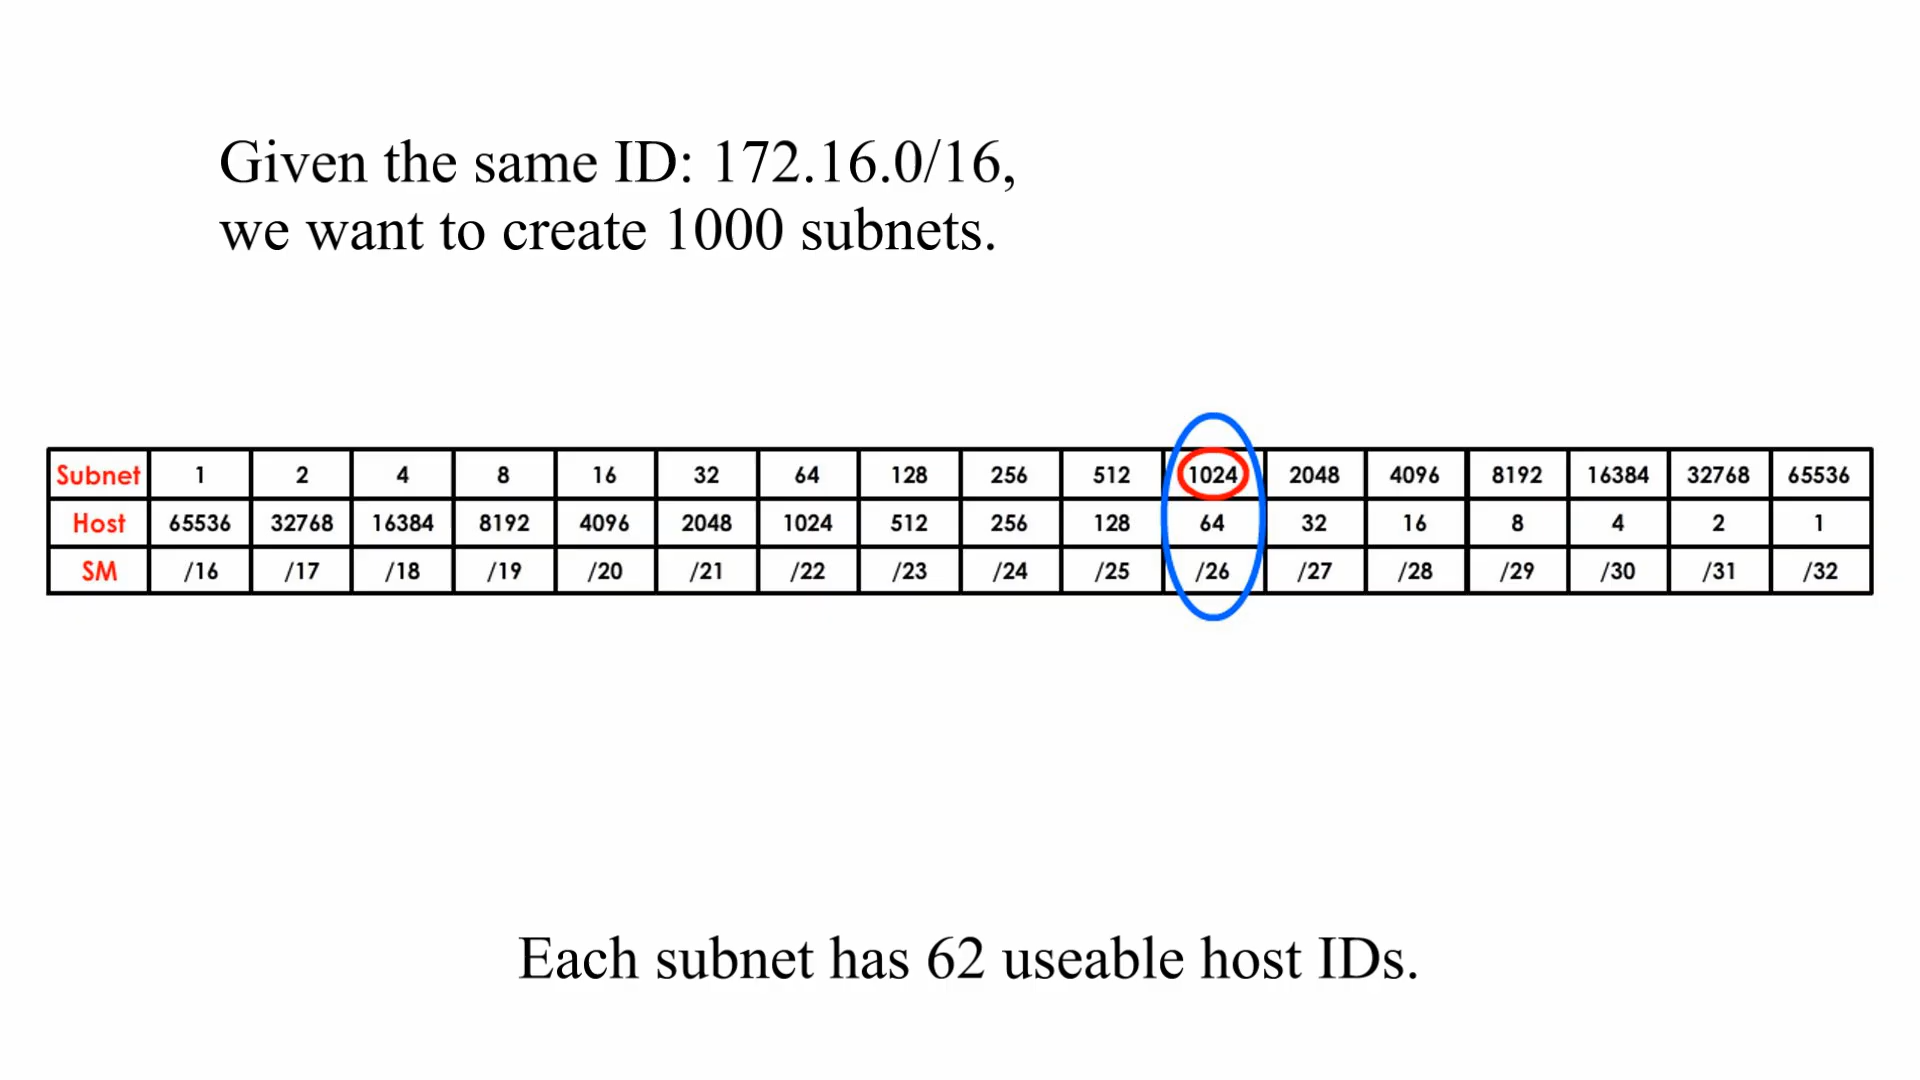 Given the same ID: 172.16.0/16,
we want to create 1000 subnets.
Subnet 1 2 4 8 16 32 64 128 256 512 1024 2048 4096 8192 16384 32768 65536
Host 65536 32768 16384 8192 4096 2048 1024 512 256 128 64 32 16 8 4 2 1
SM /16 /17 /18 /19 /20 /21 /22 /23 /24 /25 /26 /27 /28 /29 /30 /31 /32
Each subnet has 62 useable host IDs.